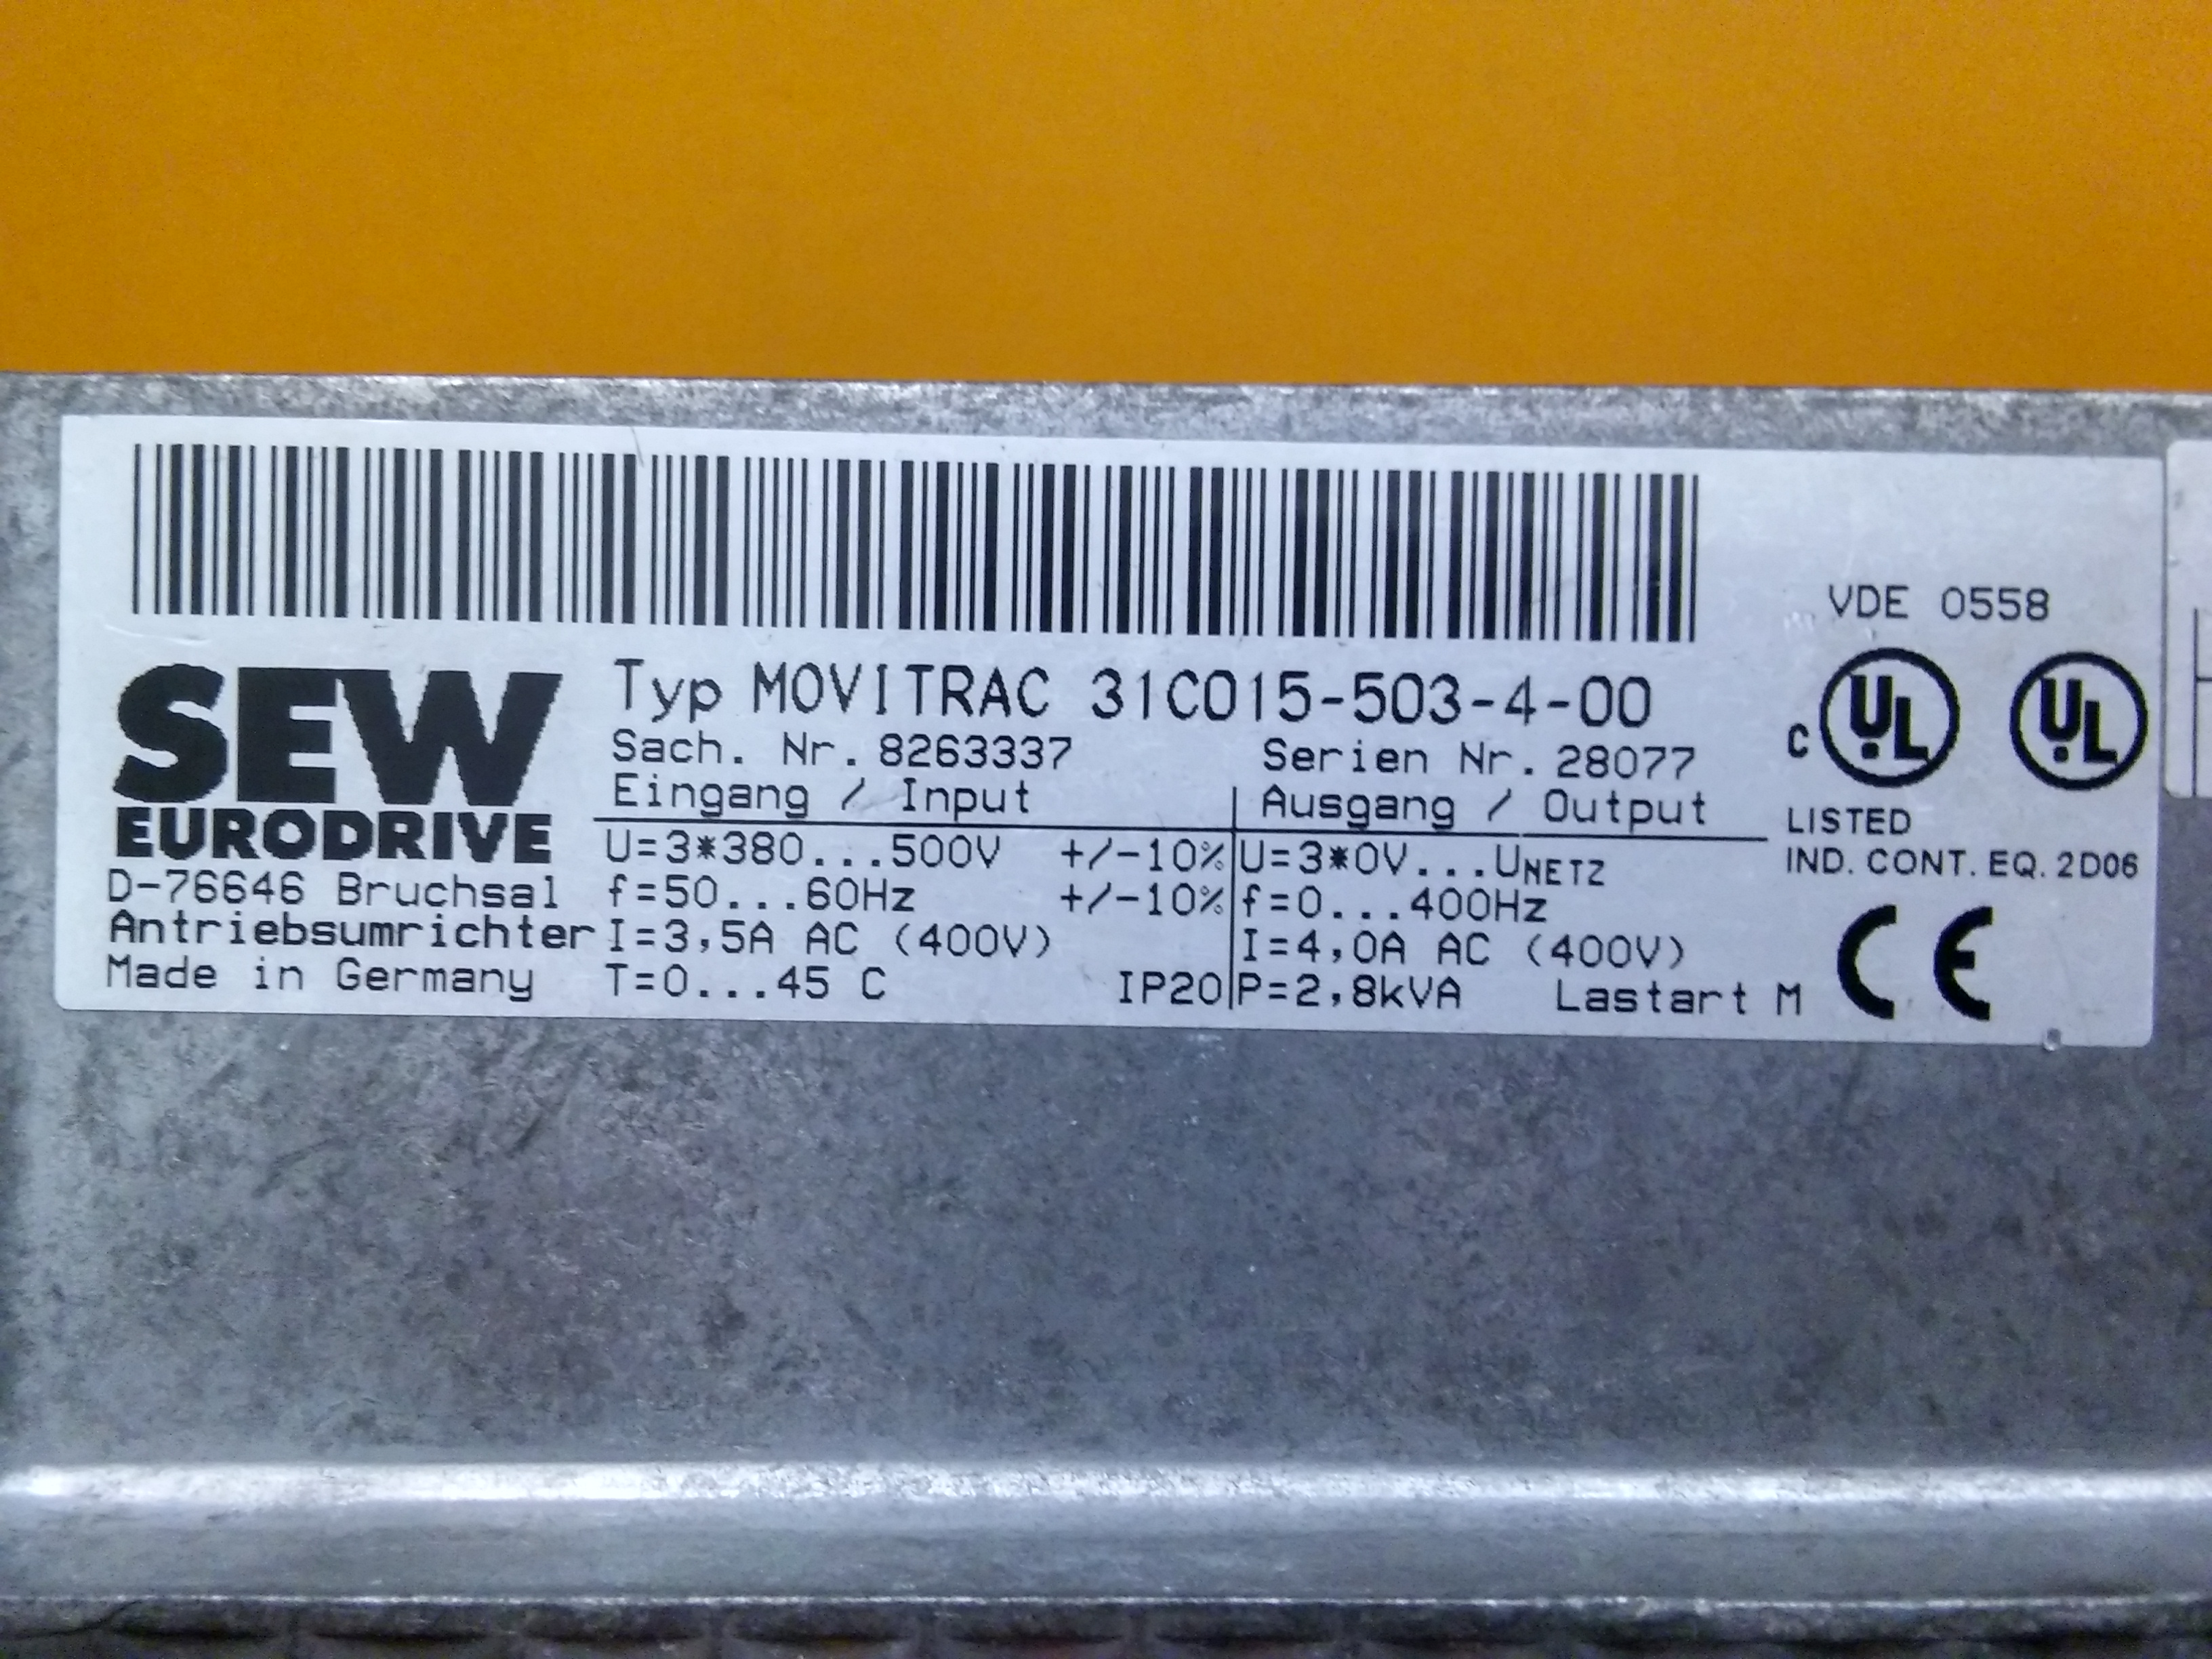 VDE 0558
SEW
EURODRIVE
D-76646 Bruchsal
Antriebsumrichter
Made in Germany
Typ MOVITRAC 31C015-503-4-00
Sach. Nr. 8263337 Serien Nr. 28077
Eingang / Input Ausgang / Output
U=3*380...500V +/-10% U=3*0V...UNETZ
f=50...60Hz +/-10% f=0...400Hz
I=3,5A AC (400V) I=4,0A AC (400V)
T=0...45 C IP20 P=2,8kVA Lastart M
C UL UL
LISTED
IND. CONT. EQ. 2D06
CE